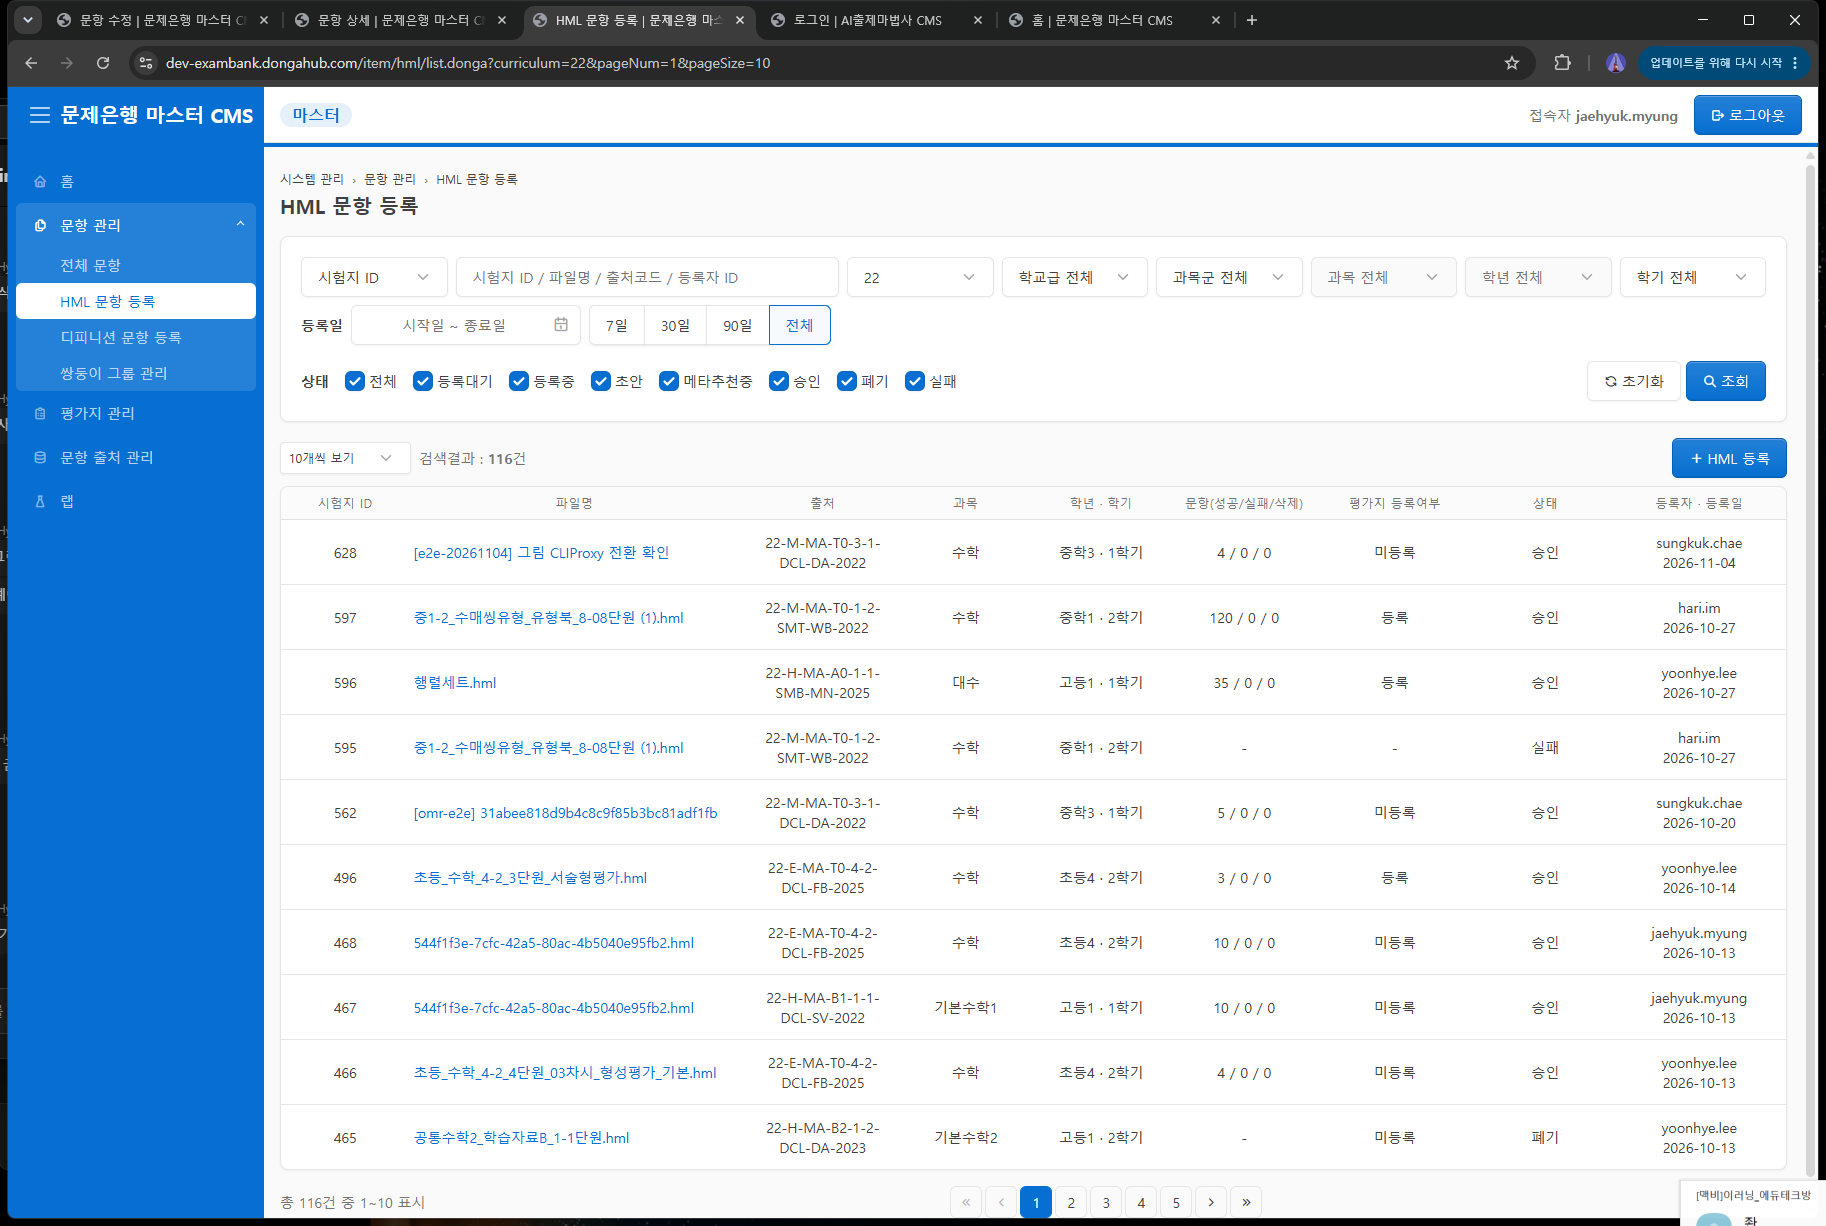 문항 수정 | 문제은행 마스터 C
문항 상세 | 문제은행 마스터 C
HML 문항 등록 | 문제은행 마스
로그인 | AI출제마법사 CMS
홈 | 문제은행 마스터 CMS
dev-exambank.dongahub.com/item/hml/list.donga?curriculum=22&pageNum=1&pageSize=10
업데이트를 위해 다시 시작
문제은행 마스터 CMS
마스터
접속자 jaehyuk.myung
로그아웃
홈
문항 관리
전체 문항
HML 문항 등록
디피니션 문항 등록
쌍둥이 그룹 관리
평가지 관리
문항 출처 관리
랩
시스템 관리 › 문항 관리 › HML 문항 등록
HML 문항 등록
시험지 ID
시험지 ID / 파일명 / 출처코드 / 등록자 ID
22
학교급 전체
과목군 전체
과목 전체
학년 전체
학기 전체
등록일
시작일 ~ 종료일
7일
30일
90일
전체
상태
전체
등록대기
등록중
초안
메타추천중
승인
폐기
실패
초기화
조회
10개씩 보기
검색결과 : 116건
+ HML 등록
시험지 ID 파일명 출처 과목 학년 · 학기 문항(성공/실패/삭제) 평가지 등록여부 상태 등록자 · 등록일
628 [e2e-20261104] 그림 CLIProxy 전환 확인 22-M-MA-T0-3-1-DCL-DA-2022 수학 중학3 · 1학기 4 / 0 / 0 미등록 승인 sungkuk.chae 2026-11-04
597 중1-2_수매씽유형_유형북_8-08단원 (1).hml 22-M-MA-T0-1-2-SMT-WB-2022 수학 중학1 · 2학기 120 / 0 / 0 등록 승인 hari.im 2026-10-27
596 행렬세트.hml 22-H-MA-A0-1-1-SMB-MN-2025 대수 고등1 · 1학기 35 / 0 / 0 등록 승인 yoonhye.lee 2026-10-27
595 중1-2_수매씽유형_유형북_8-08단원 (1).hml 22-M-MA-T0-1-2-SMT-WB-2022 수학 중학1 · 2학기 - - 실패 hari.im 2026-10-27
562 [omr-e2e] 31abee818d9b4c8c9f85b3bc81adf1fb 22-M-MA-T0-3-1-DCL-DA-2022 수학 중학3 · 1학기 5 / 0 / 0 미등록 승인 sungkuk.chae 2026-10-20
496 초등_수학_4-2_3단원_서술형평가.hml 22-E-MA-T0-4-2-DCL-FB-2025 수학 초등4 · 2학기 3 / 0 / 0 등록 승인 yoonhye.lee 2026-10-14
468 544f1f3e-7cfc-42a5-80ac-4b5040e95fb2.hml 22-E-MA-T0-4-2-DCL-FB-2025 수학 초등4 · 2학기 10 / 0 / 0 미등록 승인 jaehyuk.myung 2026-10-13
467 544f1f3e-7cfc-42a5-80ac-4b5040e95fb2.hml 22-H-MA-B1-1-1-DCL-SV-2022 기본수학1 고등1 · 1학기 10 / 0 / 0 미등록 승인 jaehyuk.myung 2026-10-13
466 초등_수학_4-2_4단원_03차시_형성평가_기본.hml 22-E-MA-T0-4-2-DCL-FB-2025 수학 초등4 · 2학기 4 / 0 / 0 미등록 승인 yoonhye.lee 2026-10-13
465 공통수학2_학습자료B_1-1단원.hml 22-H-MA-B2-1-2-DCL-DA-2023 기본수학2 고등1 · 2학기 - 미등록 폐기 yoonhye.lee 2026-10-13
총 116건 중 1~10 표시
« ‹ 1 2 3 4 5 › »
[맥비]이러닝_에듀테크방